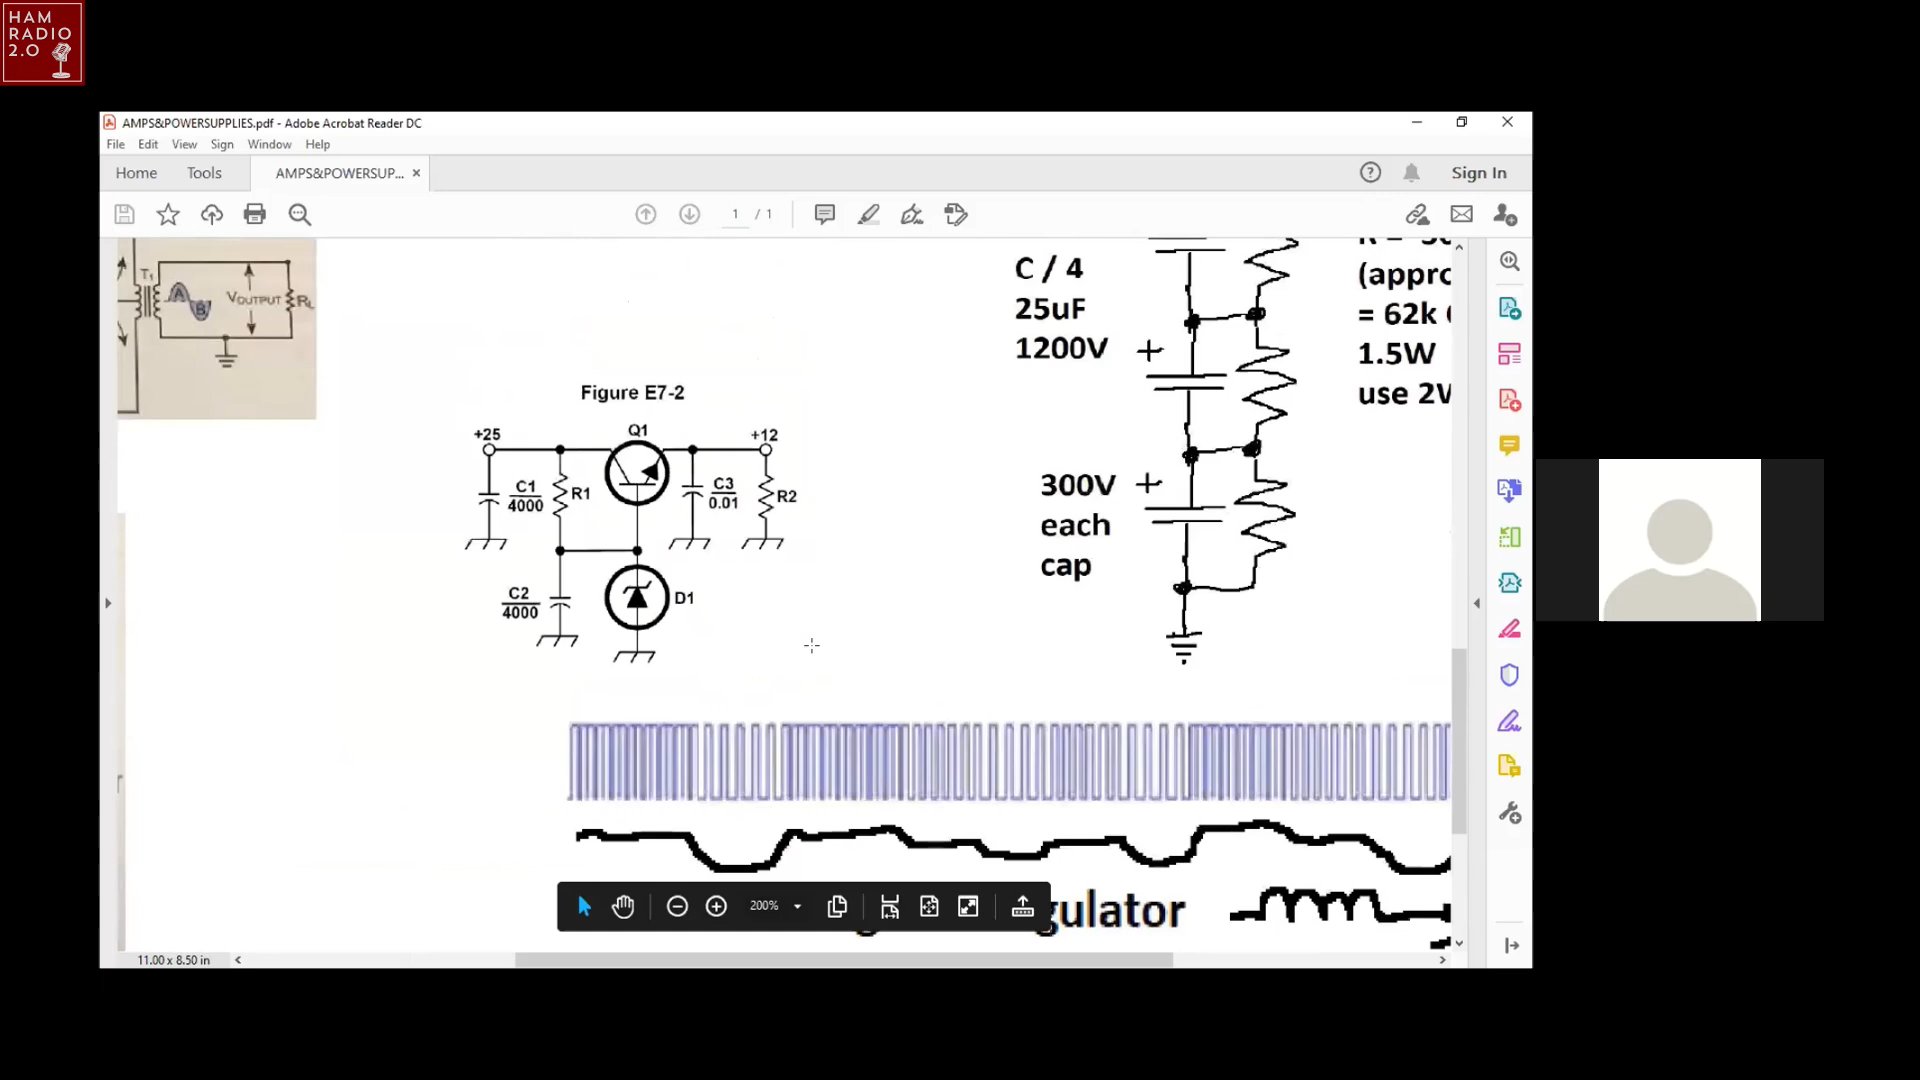 HAM
RADIO
2.0
AMPS&POWERSUPPLIES.pdf - Adobe Acrobat Reader DC
File Edit View Sign Window Help
Home Tools AMPS&POWERSUP... × Sign In
1 / 1
T1
A
B
VOUTPUT
RL
C / 4
25uF
1200V
+
(appro
= 62k
1.5W
use 2W
Figure E7-2
+25
Q1
+12
C1
4000
R1
C3
0.01
R2
C2
4000
D1
300V
each
cap
+
200%
gulator
11.00 x 8.50 in